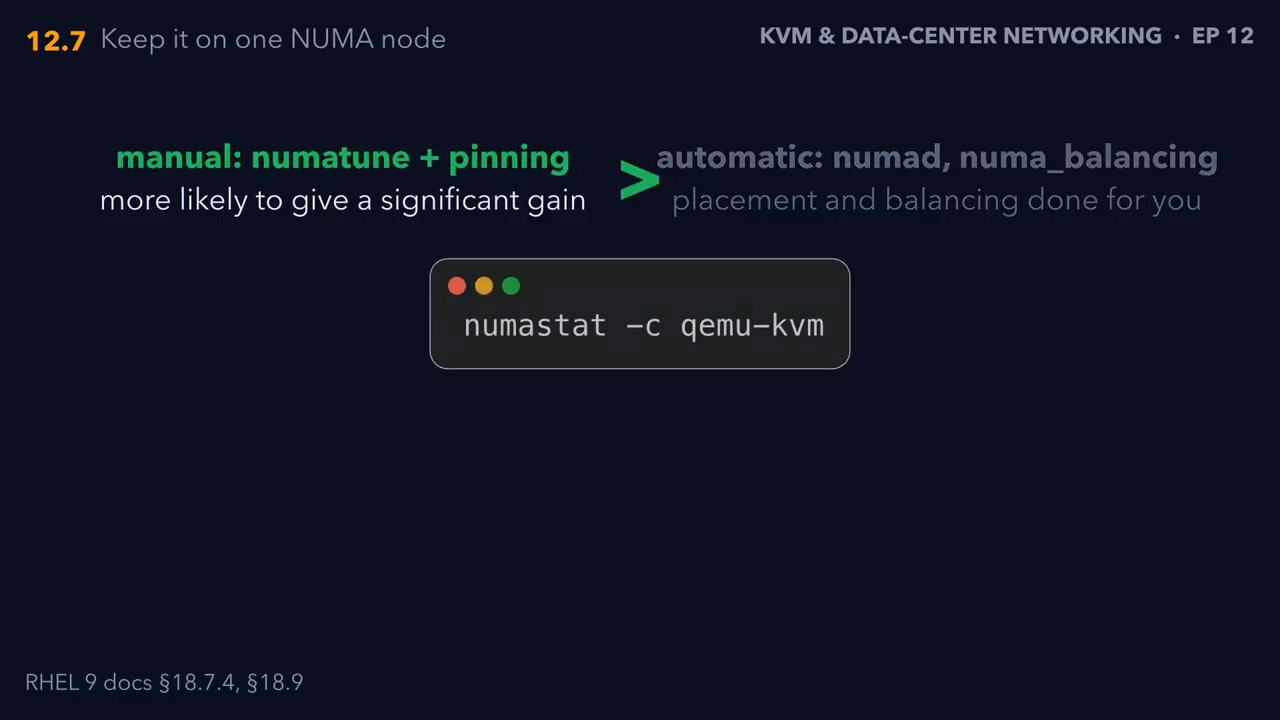 12.7 Keep it on one NUMA node
KVM & DATA-CENTER NETWORKING · EP 12
manual: numatune + pinning
more likely to give a significant gain
>
automatic: numad, numa_balancing
placement and balancing done for you
numastat -c qemu-kvm
RHEL 9 docs §18.7.4, §18.9